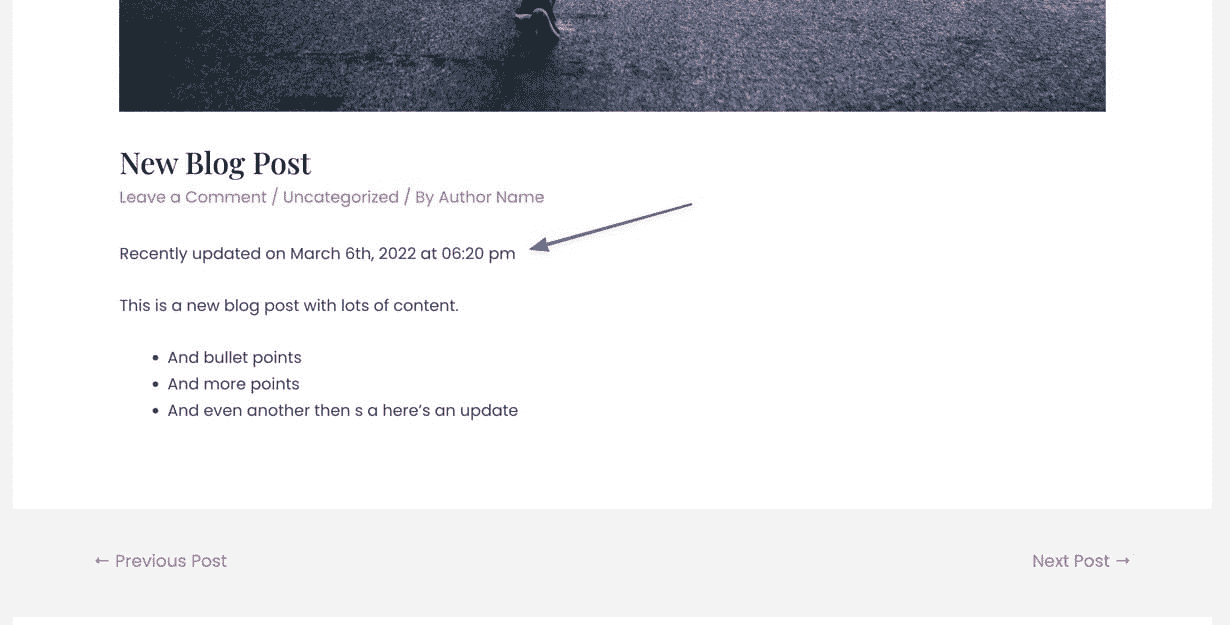 New Blog Post
Leave a Comment / Uncategorized / By Author Name
Recently updated on March 6th, 2022 at 06:20 pm
This is a new blog post with lots of content.
• And bullet points
• And more points
• And even another then s a here’s an update
← Previous Post
Next Post →